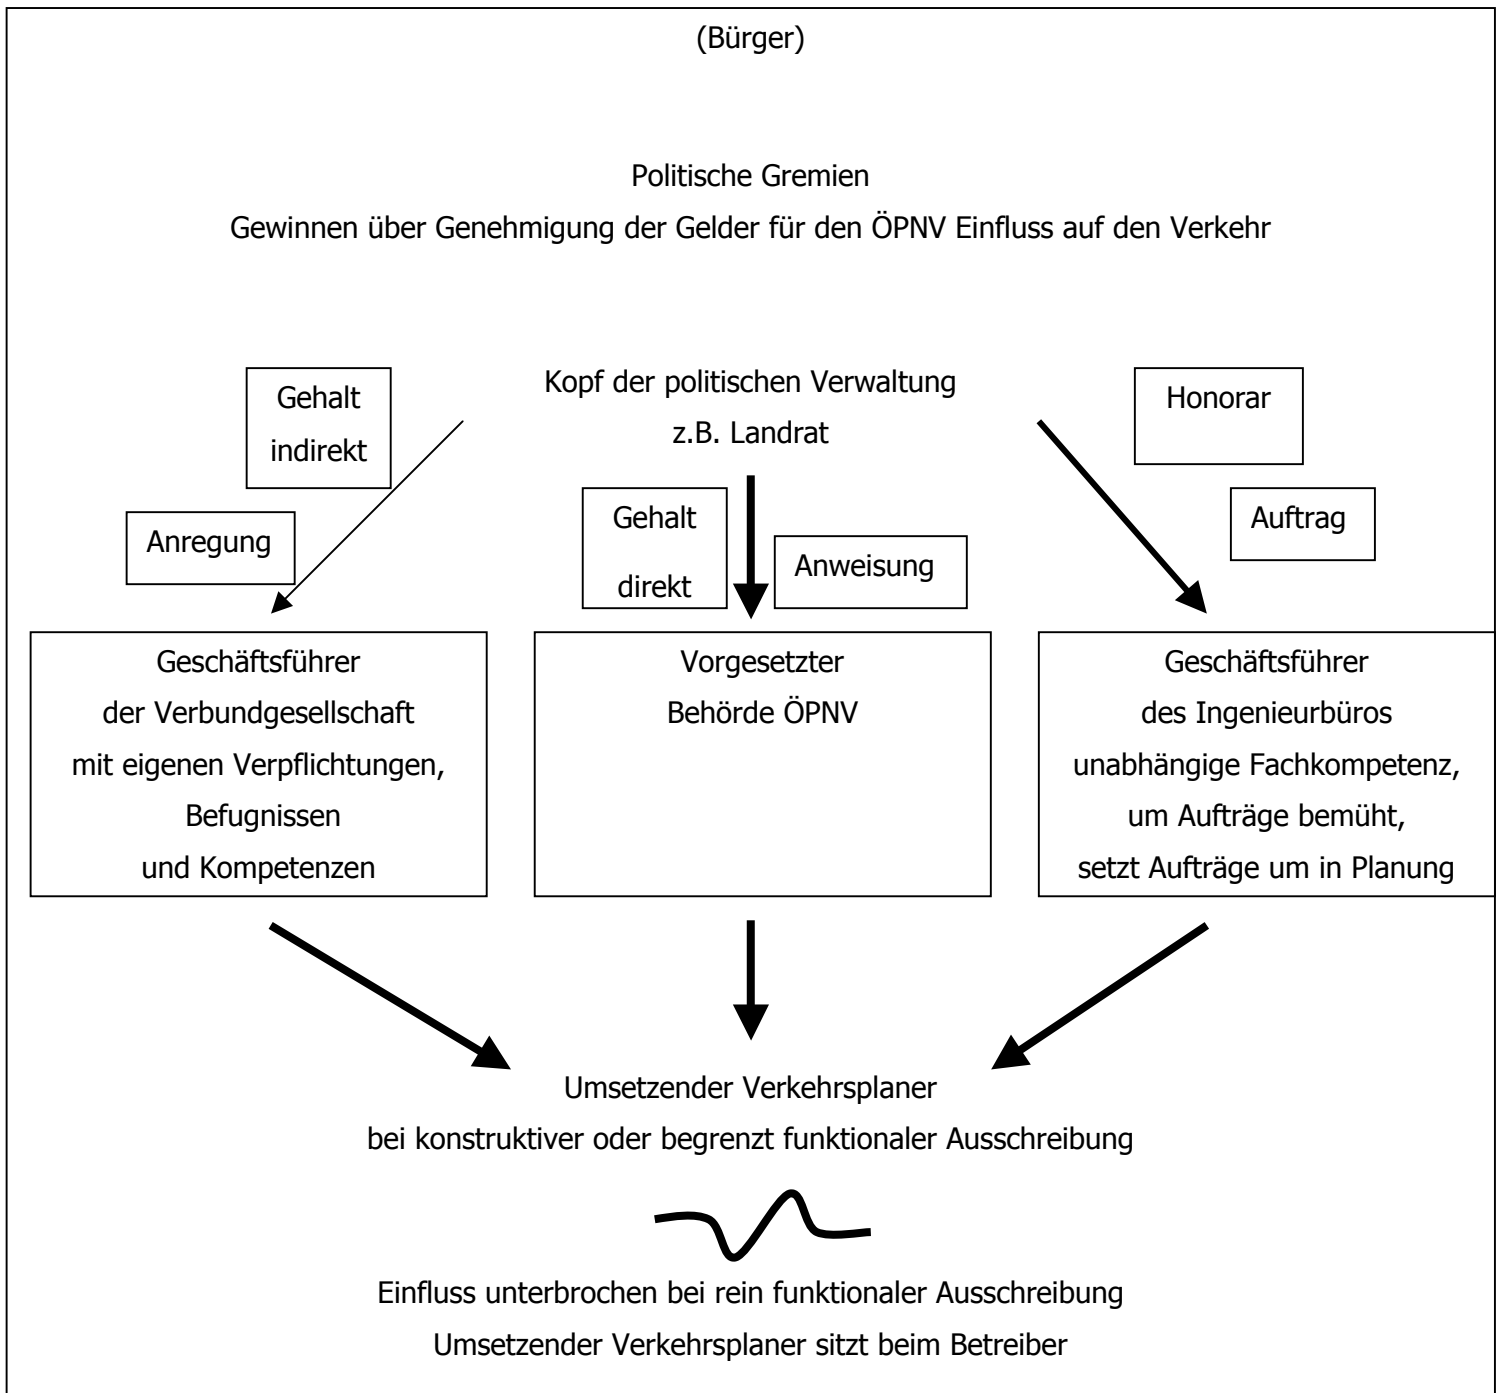 (Bürger)
Politische Gremien
Gewinnen über Genehmigung der Gelder für den ÖPNV Einfluss auf den Verkehr
Kopf der politischen Verwaltung
z.B. Landrat
Gehalt
indirekt
Anregung
Gehalt
direkt
Anweisung
Honorar
Auftrag
Geschäftsführer
der Verbundgesellschaft
mit eigenen Verpflichtungen,
Befugnissen
und Kompetenzen
Vorgesetzter
Behörde ÖPNV
Geschäftsführer
des Ingenieurbüros
unabhängige Fachkompetenz,
um Aufträge bemüht,
setzt Aufträge um in Planung
Umsetzender Verkehrsplaner
bei konstruktiver oder begrenzt funktionaler Ausschreibung
Einfluss unterbrochen bei rein funktionaler Ausschreibung
Umsetzender Verkehrsplaner sitzt beim Betreiber